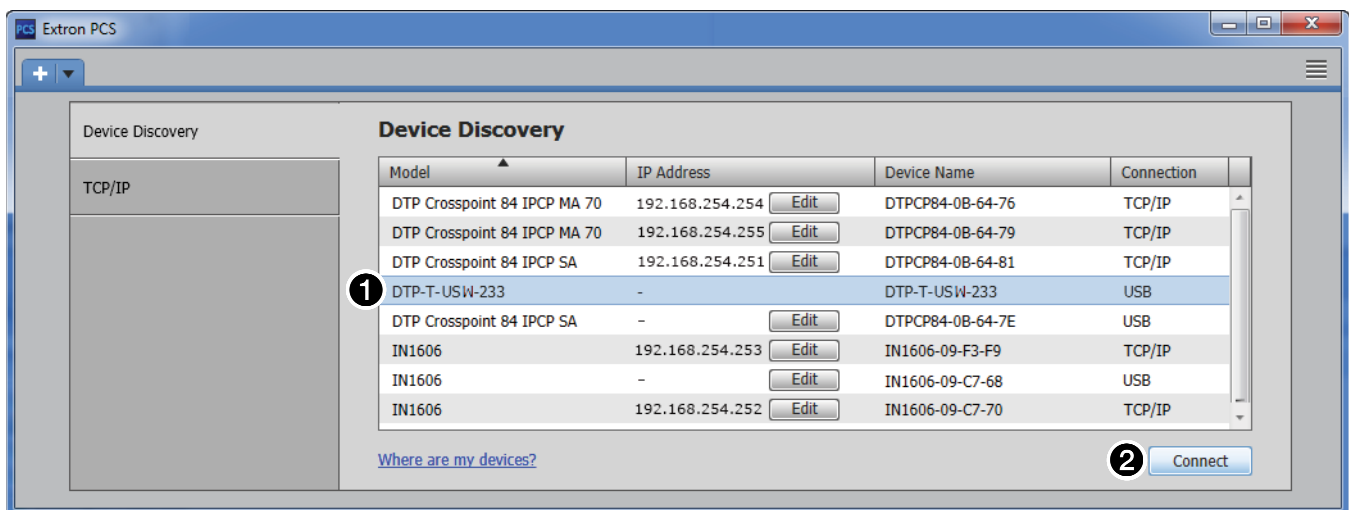 PCS Extron PCS
Device Discovery
TCP/IP
Device Discovery
Model IP Address Device Name Connection
DTP Crosspoint 84 IPCP MA 70 192.168.254.254 Edit DTPCP84-0B-64-76 TCP/IP
DTP Crosspoint 84 IPCP MA 70 192.168.254.255 Edit DTPCP84-0B-64-79 TCP/IP
DTP Crosspoint 84 IPCP SA 192.168.254.251 Edit DTPCP84-0B-64-81 TCP/IP
1 DTP-T-USW-233 - DTP-T-USW-233 USB
DTP Crosspoint 84 IPCP SA - Edit DTPCP84-0B-64-7E USB
IN1606 192.168.254.253 Edit IN1606-09-F3-F9 TCP/IP
IN1606 - Edit IN1606-09-C7-68 USB
IN1606 192.168.254.252 Edit IN1606-09-C7-70 TCP/IP
Where are my devices? 2 Connect